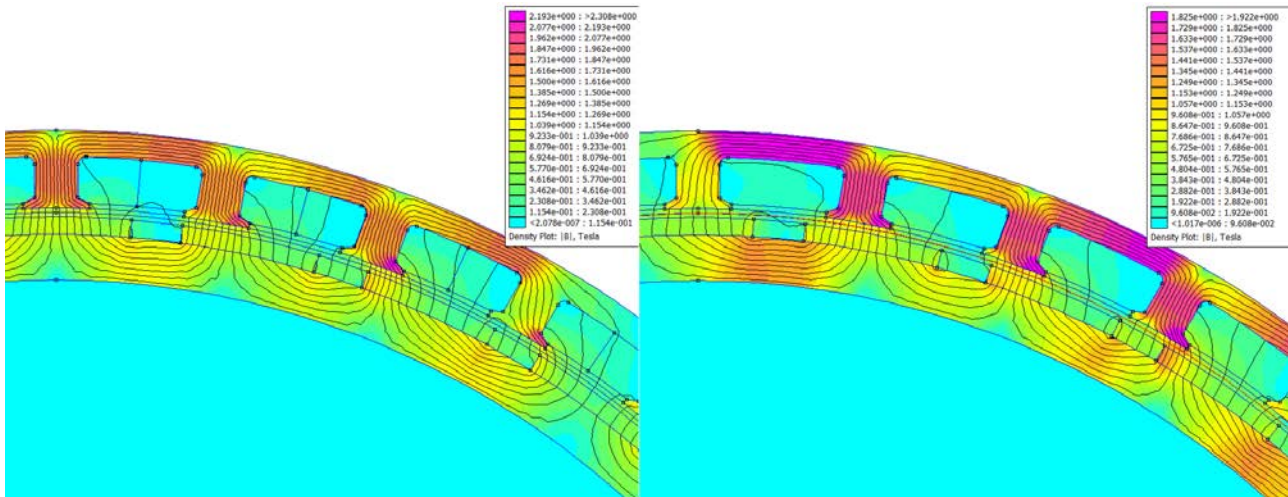 2.193e+000 : >2.308e+000
2.077e+000 : 2.193e+000
1.962e+000 : 2.077e+000
1.847e+000 : 1.962e+000
1.731e+000 : 1.847e+000
1.616e+000 : 1.731e+000
1.500e+000 : 1.616e+000
1.385e+000 : 1.500e+000
1.269e+000 : 1.385e+000
1.154e+000 : 1.269e+000
1.039e+000 : 1.154e+000
9.233e-001 : 1.039e+000
8.079e-001 : 9.233e-001
6.924e-001 : 8.079e-001
5.770e-001 : 6.924e-001
4.616e-001 : 5.770e-001
3.462e-001 : 4.616e-001
2.308e-001 : 3.462e-001
1.154e-001 : 2.308e-001
<2.078e-007 : 1.154e-001
Density Plot: |B|, Tesla
1.825e+000 : >1.922e+000
1.729e+000 : 1.825e+000
1.633e+000 : 1.729e+000
1.537e+000 : 1.633e+000
1.441e+000 : 1.537e+000
1.345e+000 : 1.441e+000
1.249e+000 : 1.345e+000
1.153e+000 : 1.249e+000
1.057e+000 : 1.153e+000
9.608e-001 : 1.057e+000
8.647e-001 : 9.608e-001
7.686e-001 : 8.647e-001
6.725e-001 : 7.686e-001
5.765e-001 : 6.725e-001
4.804e-001 : 5.765e-001
3.843e-001 : 4.804e-001
2.882e-001 : 3.843e-001
1.922e-001 : 2.882e-001
9.608e-002 : 1.922e-001
<1.017e-006 : 9.608e-002
Density Plot: |B|, Tesla